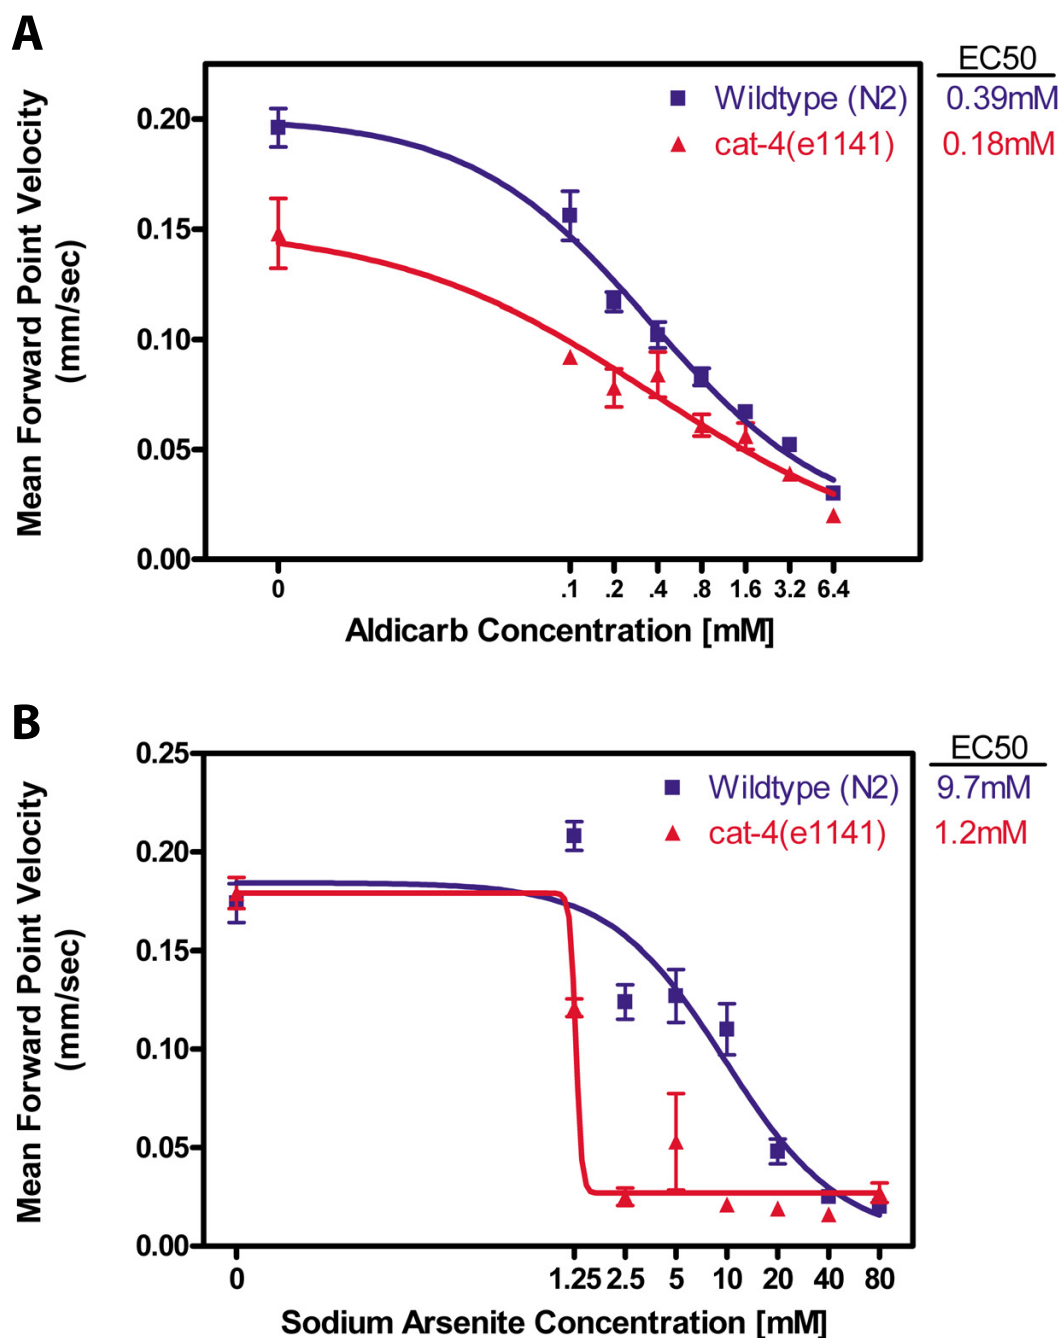 A
EC50
Wildtype (N2) 0.39mM
cat-4(e1141) 0.18mM
Mean Forward Point Velocity
(mm/sec)
0.20
0.15
0.10
0.05
0.00
0 .1 .2 .4 .8 1.6 3.2 6.4
Aldicarb Concentration [mM]
B
EC50
Wildtype (N2) 9.7mM
cat-4(e1141) 1.2mM
Mean Forward Point Velocity
(mm/sec)
0.25
0.20
0.15
0.10
0.05
0.00
0 1.25 2.5 5 10 20 40 80
Sodium Arsenite Concentration [mM]